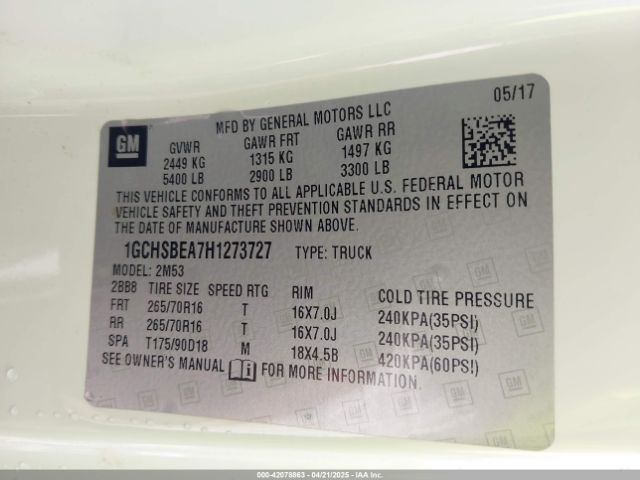 05/17
GM
MFD BY GENERAL MOTORS LLC
GVWR GAWR FRT GAWR RR
2449 KG 1315 KG 1497 KG
5400 LB 2900 LB 3300 LB
THIS VEHICLE CONFORMS TO ALL APPLICABLE U.S. FEDERAL MOTOR
VEHICLE SAFETY AND THEFT PREVENTION STANDARDS IN EFFECT ON
THE DATE OF MANUFACTURE SHOWN ABOVE.
1GCHSBEA7H1273727 TYPE: TRUCK
MODEL: 2M53
2BB8 TIRE SIZE SPEED RTG RIM COLD TIRE PRESSURE
FRT 265/70R16 T 16X7.0J 240KPA(35PSI)
RR 265/70R16 T 16X7.0J 240KPA(35PSI)
SPA T175/90D18 M 18X4.5B 420KPA(60PSI)
SEE OWNER'S MANUAL FOR MORE INFORMATION.
000-42078863 - 04/21/2025 - IAA Inc.